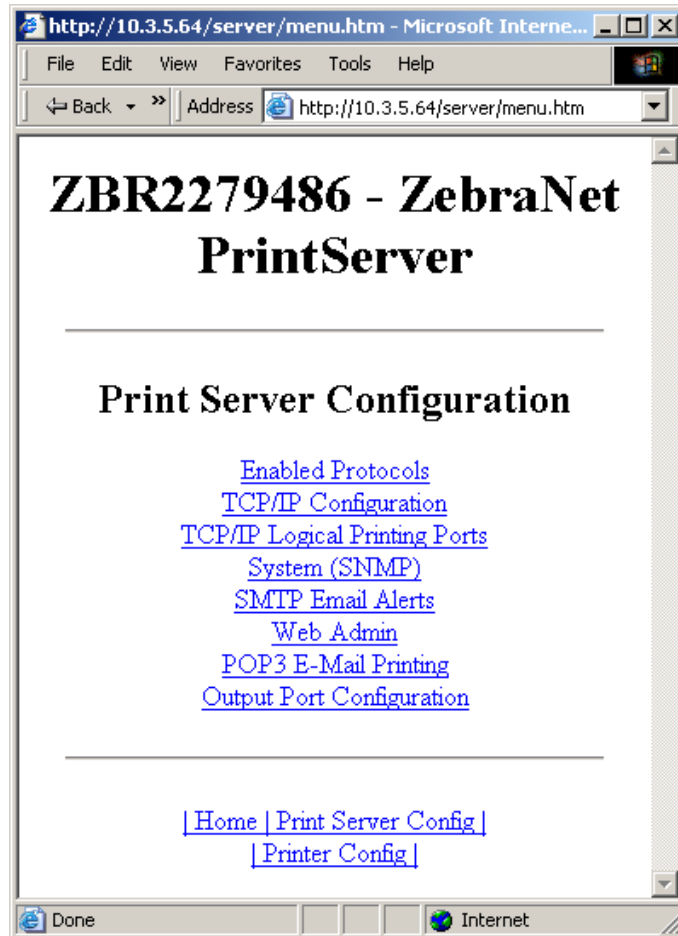 http://10.3.5.64/server/menu.htm - Microsoft Interne...
File Edit View Favorites Tools Help
Back » Address http://10.3.5.64/server/menu.htm
ZBR2279486 - ZebraNet
PrintServer
Print Server Configuration
Enabled Protocols
TCP/IP Configuration
TCP/IP Logical Printing Ports
System (SNMP)
SMTP Email Alerts
Web Admin
POP3 E-Mail Printing
Output Port Configuration
| Home | Print Server Config |
| Printer Config |
Done Internet